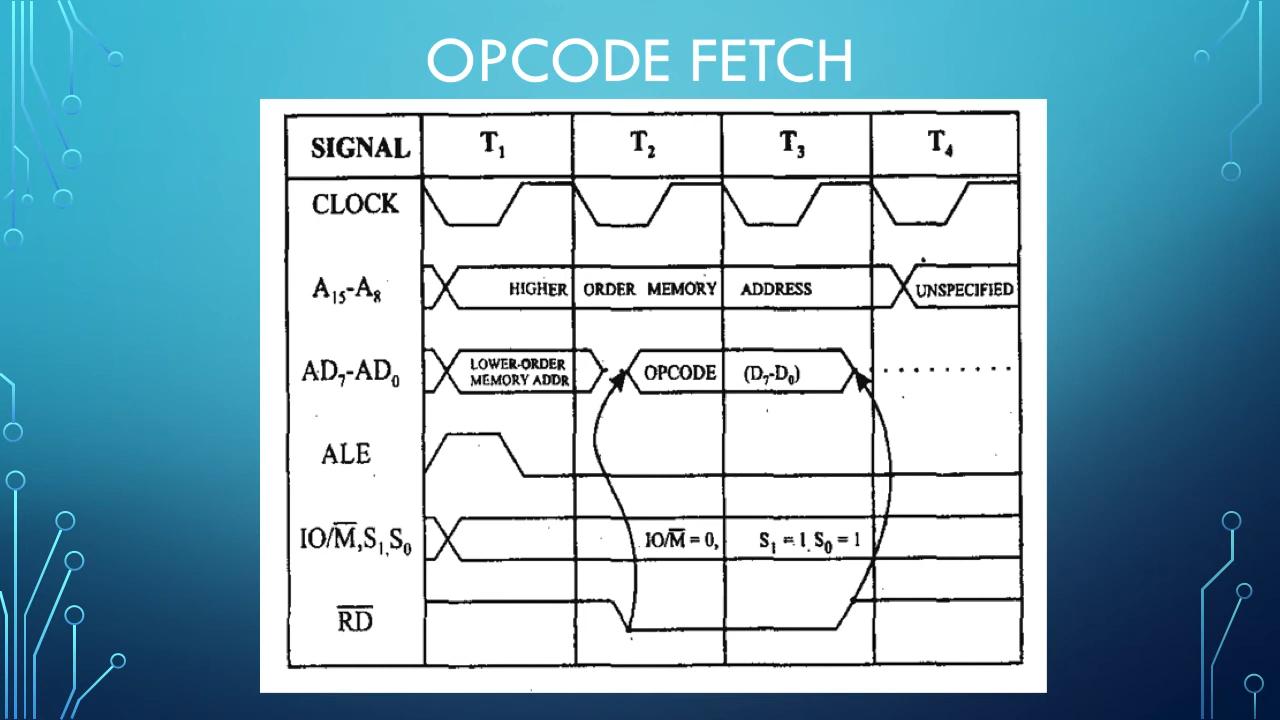 OPCODE FETCH
SIGNAL T₁ T₂ T₃ T₄
CLOCK
A₁₅-A₈ HIGHER ORDER MEMORY ADDRESS UNSPECIFIED
AD₇-AD₀ LOWER-ORDER MEMORY ADDR OPCODE (D₇-D₀)
ALE
IO/M̅,S₁,S₀ IO/M̅ = 0, S₁ = 1, S₀ = 1
R̅D̅